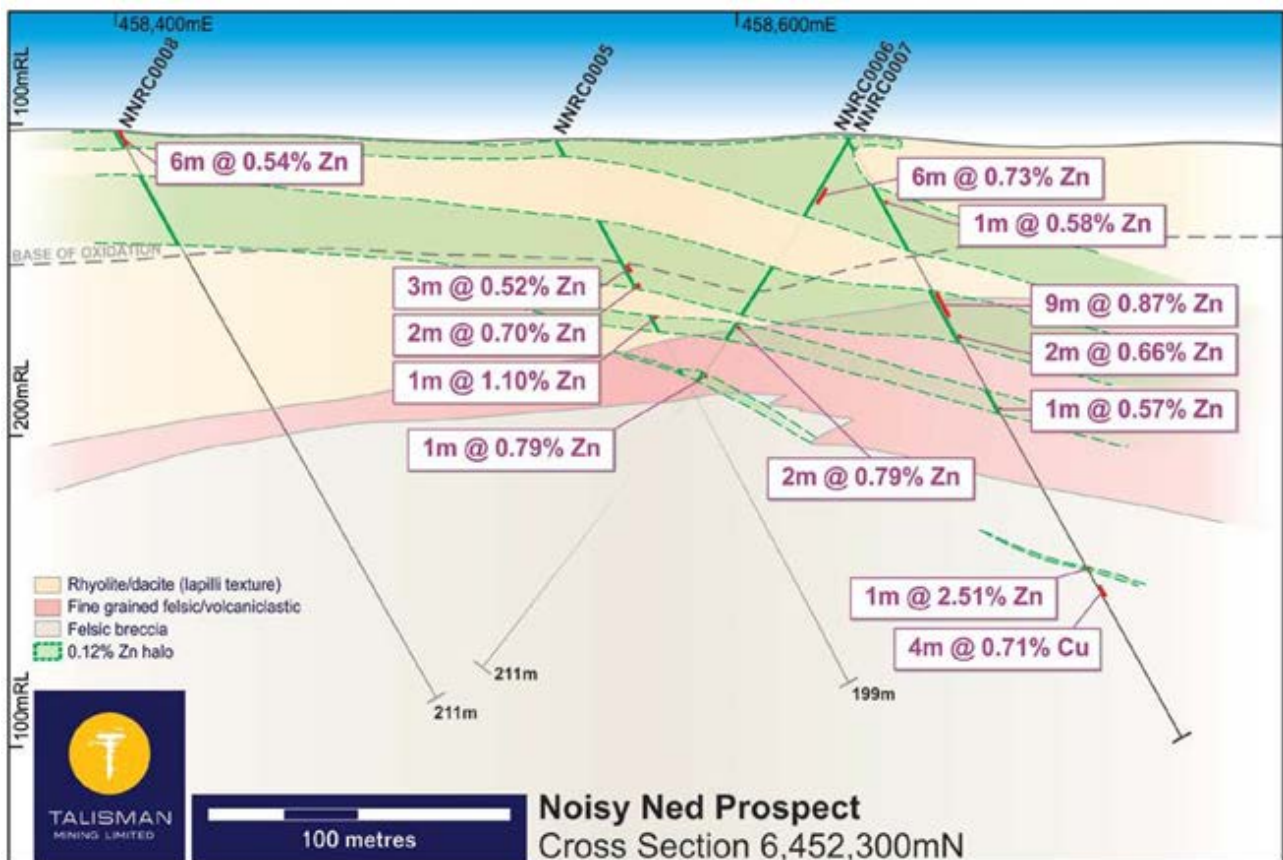 458,400mE
458,600mE
100mRL
NNRC0008
NNRC0005
NNRC0006
NNRC0007
6m @ 0.54% Zn
6m @ 0.73% Zn
1m @ 0.58% Zn
BASE OF OXIDATION
3m @ 0.52% Zn
9m @ 0.87% Zn
2m @ 0.70% Zn
2m @ 0.66% Zn
1m @ 1.10% Zn
1m @ 0.57% Zn
200mRL
1m @ 0.79% Zn
2m @ 0.79% Zn
Rhyolite/dacite (lapilli texture)
Fine grained felsic/volcaniclastic
Felsic breccia
0.12% Zn halo
1m @ 2.51% Zn
4m @ 0.71% Cu
211m
211m
199m
100mRL
TALISMAN
MINING LIMITED
100 metres
Noisy Ned Prospect
Cross Section 6,452,300mN